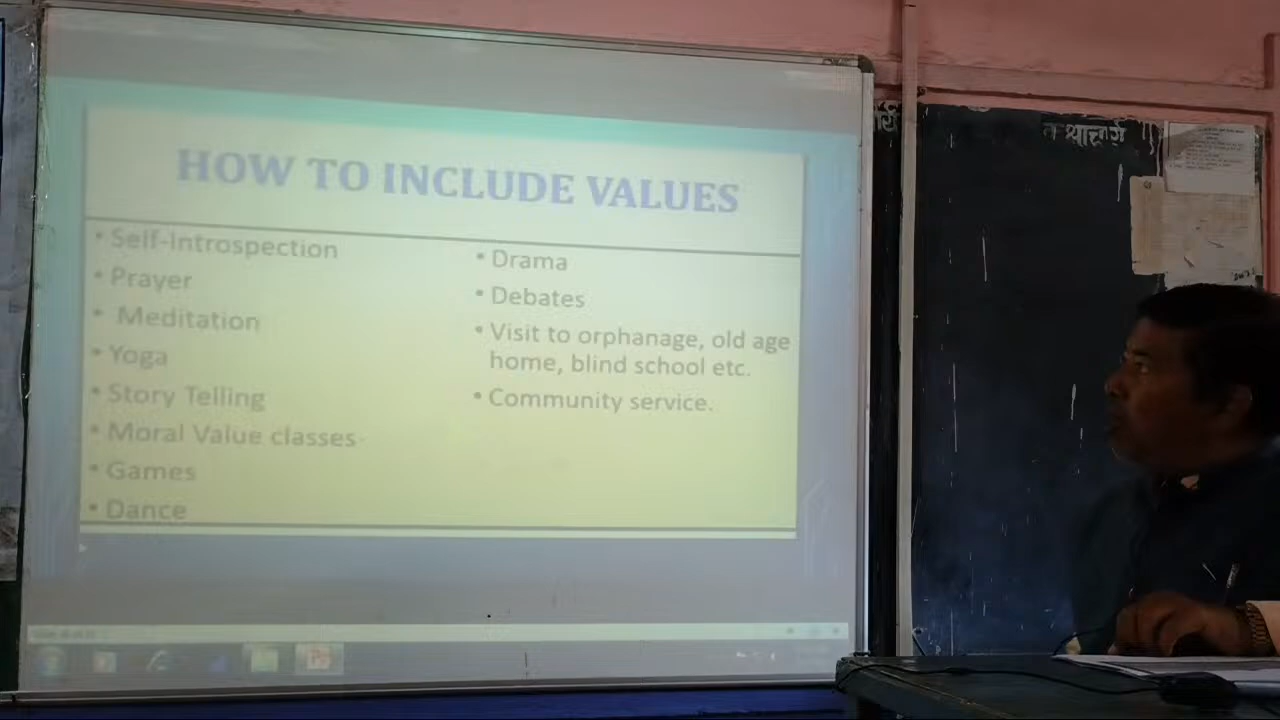 HOW TO INCLUDE VALUES
• Self-Introspection
• Prayer
• Meditation
• Yoga
• Story Telling
• Moral Value classes
• Games
• Dance
• Drama
• Debates
• Visit to orphanage, old age
home, blind school etc.
• Community service.